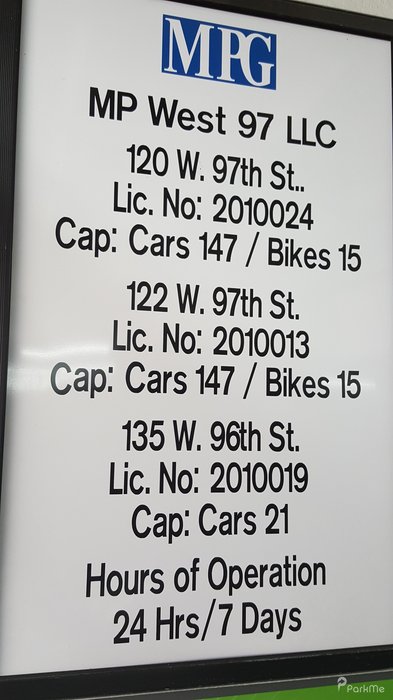 MPG
MP West 97 LLC
120 W. 97th St..
Lic. No: 2010024
Cap: Cars 147 / Bikes 15
122 W. 97th St.
Lic. No: 2010013
Cap: Cars 147 / Bikes 15
135 W. 96th St.
Lic. No: 2010019
Cap: Cars 21
Hours of Operation
24 Hrs/7 Days
ParkMe